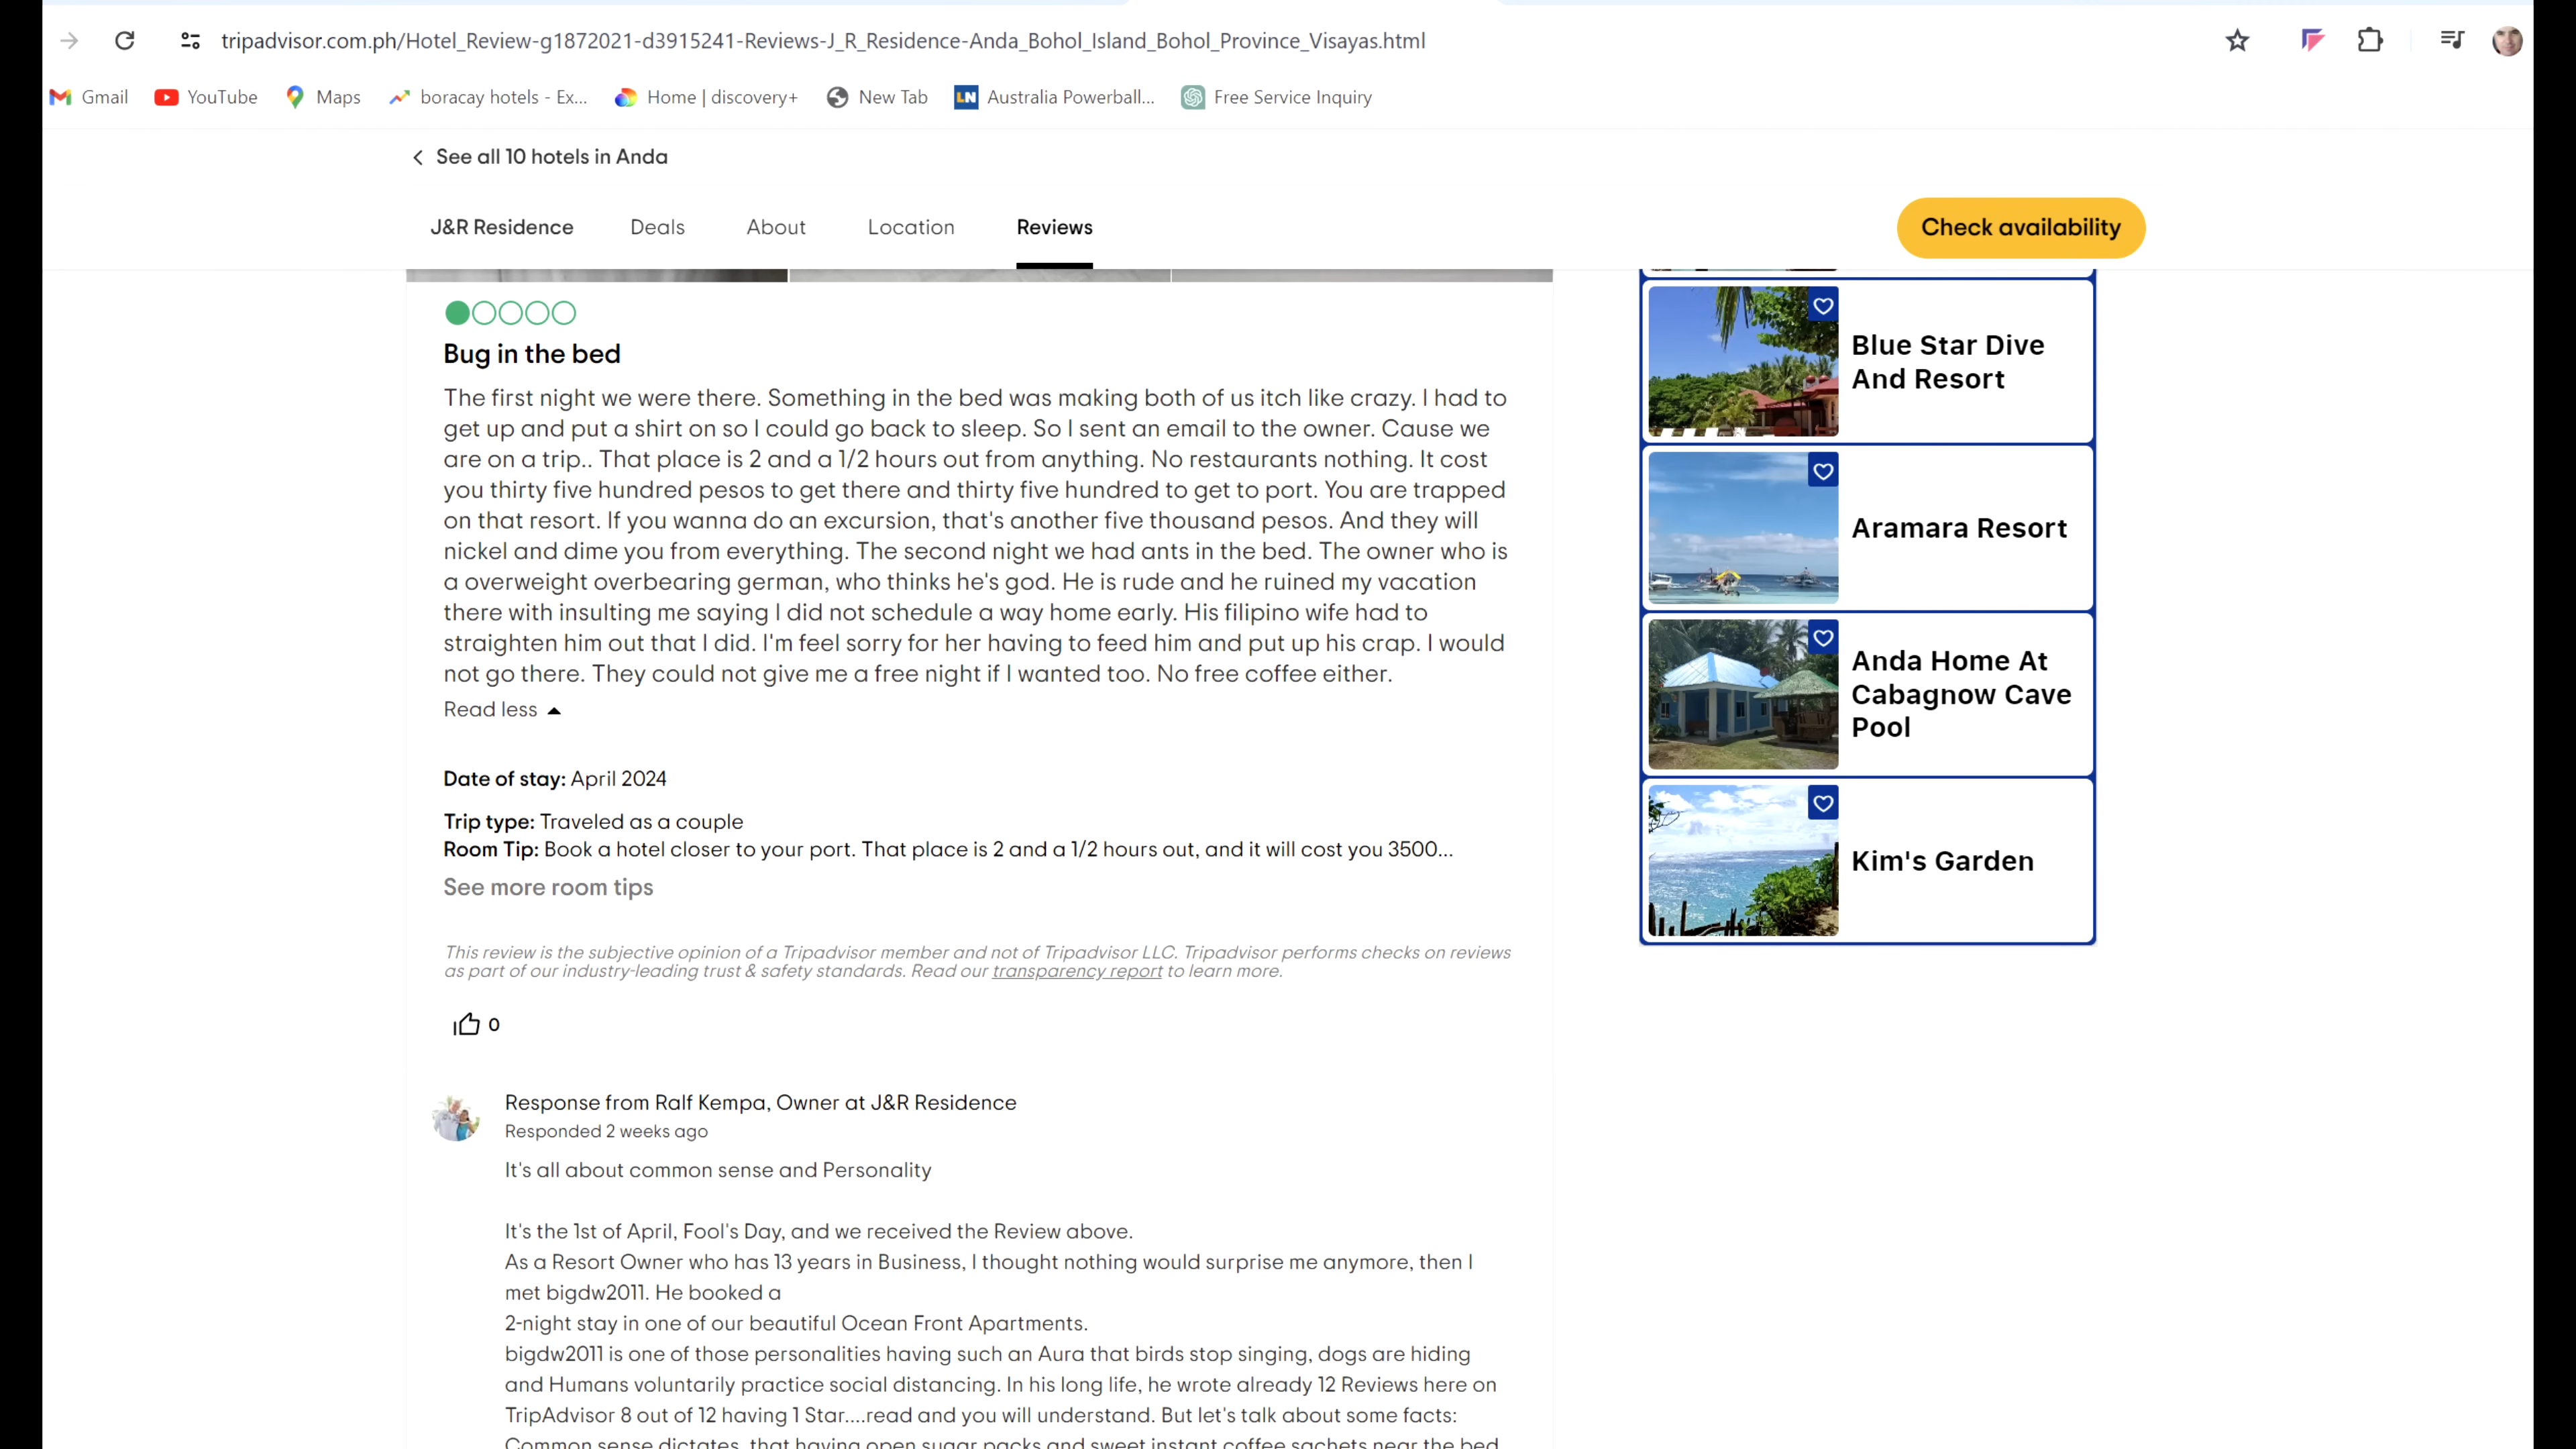 tripadvisor.com.ph/Hotel_Review-g1872021-d3915241-Reviews-J_R_Residence-Anda_Bohol_Island_Bohol_Province_Visayas.html
Gmail YouTube Maps boracay hotels - Ex... Home | discovery+ New Tab LN Australia Powerball... Free Service Inquiry
See all 10 hotels in Anda
J&R Residence Deals About Location Reviews
Check availability
Bug in the bed
The first night we were there. Something in the bed was making both of us itch like crazy. I had to
get up and put a shirt on so I could go back to sleep. So I sent an email to the owner. Cause we
are on a trip.. That place is 2 and a 1/2 hours out from anything. No restaurants nothing. It cost
you thirty five hundred pesos to get there and thirty five hundred to get to port. You are trapped
on that resort. If you wanna do an excursion, that's another five thousand pesos. And they will
nickel and dime you from everything. The second night we had ants in the bed. The owner who is
a overweight overbearing german, who thinks he's god. He is rude and he ruined my vacation
there with insulting me saying I did not schedule a way home early. His filipino wife had to
straighten him out that I did. I'm feel sorry for her having to feed him and put up his crap. I would
not go there. They could not give me a free night if I wanted too. No free coffee either.
Read less
Date of stay: April 2024
Trip type: Traveled as a couple
Room Tip: Book a hotel closer to your port. That place is 2 and a 1/2 hours out, and it will cost you 3500...
See more room tips
This review is the subjective opinion of a Tripadvisor member and not of Tripadvisor LLC. Tripadvisor performs checks on reviews
as part of our industry-leading trust & safety standards. Read our transparency report to learn more.
0
Response from Ralf Kempa, Owner at J&R Residence
Responded 2 weeks ago
It's all about common sense and Personality
It's the 1st of April, Fool's Day, and we received the Review above.
As a Resort Owner who has 13 years in Business, I thought nothing would surprise me anymore, then I
met bigdw2011. He booked a
2-night stay in one of our beautiful Ocean Front Apartments.
bigdw2011 is one of those personalities having such an Aura that birds stop singing, dogs are hiding
and Humans voluntarily practice social distancing. In his long life, he wrote already 12 Reviews here on
TripAdvisor 8 out of 12 having 1 Star....read and you will understand. But let's talk about some facts:
Common sense dictates, that having open sugar packs and sweet instant coffee sachets near the bed
Blue Star Dive
And Resort
Aramara Resort
Anda Home At
Cabagnow Cave
Pool
Kim's Garden